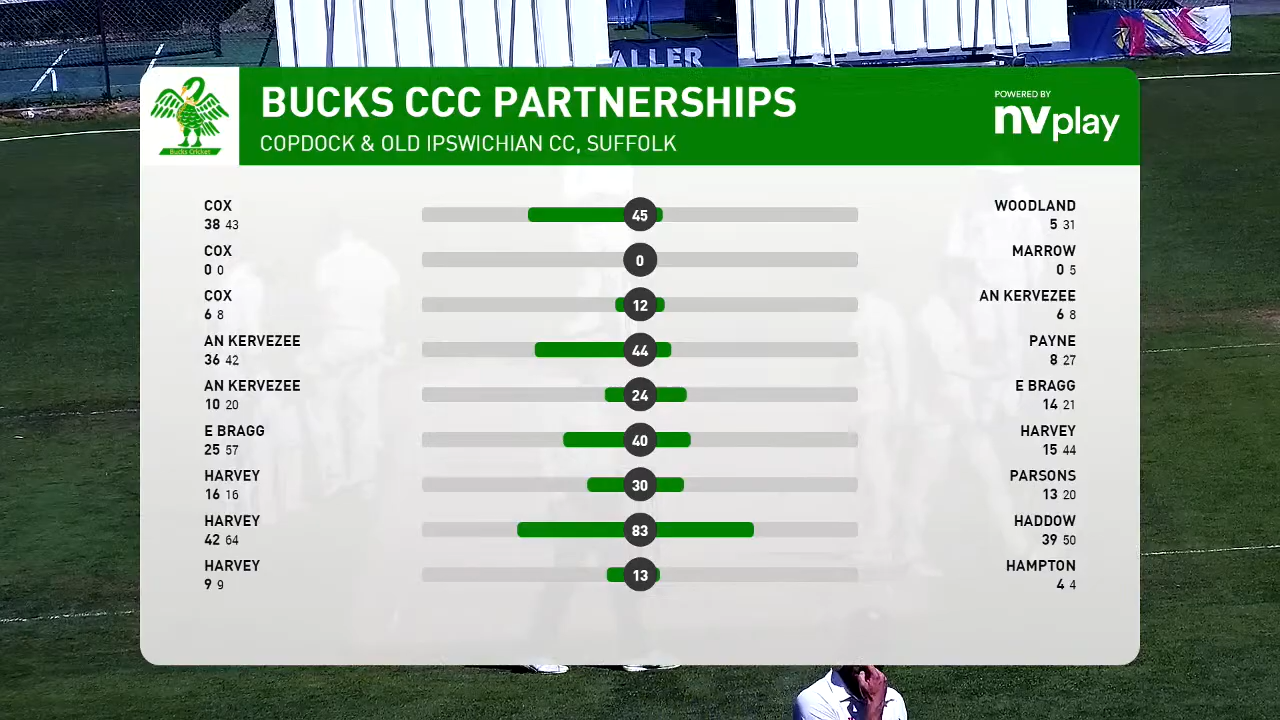 ALLER
BUCKS CCC PARTNERSHIPS
COPDOCK & OLD IPSWICHIAN CC, SUFFOLK
Bucks Cricket
POWERED BY
nvplay
COX 45 WOODLAND
38 43 5 31
COX 0 MARROW
0 0 0 5
COX 12 AN KERVEZEE
6 8 6 8
AN KERVEZEE 44 PAYNE
36 42 8 27
AN KERVEZEE 24 E BRAGG
10 20 14 21
E BRAGG 40 HARVEY
25 57 15 44
HARVEY 30 PARSONS
16 16 13 20
HARVEY 83 HADDOW
42 64 39 50
HARVEY 13 HAMPTON
9 9 4 4